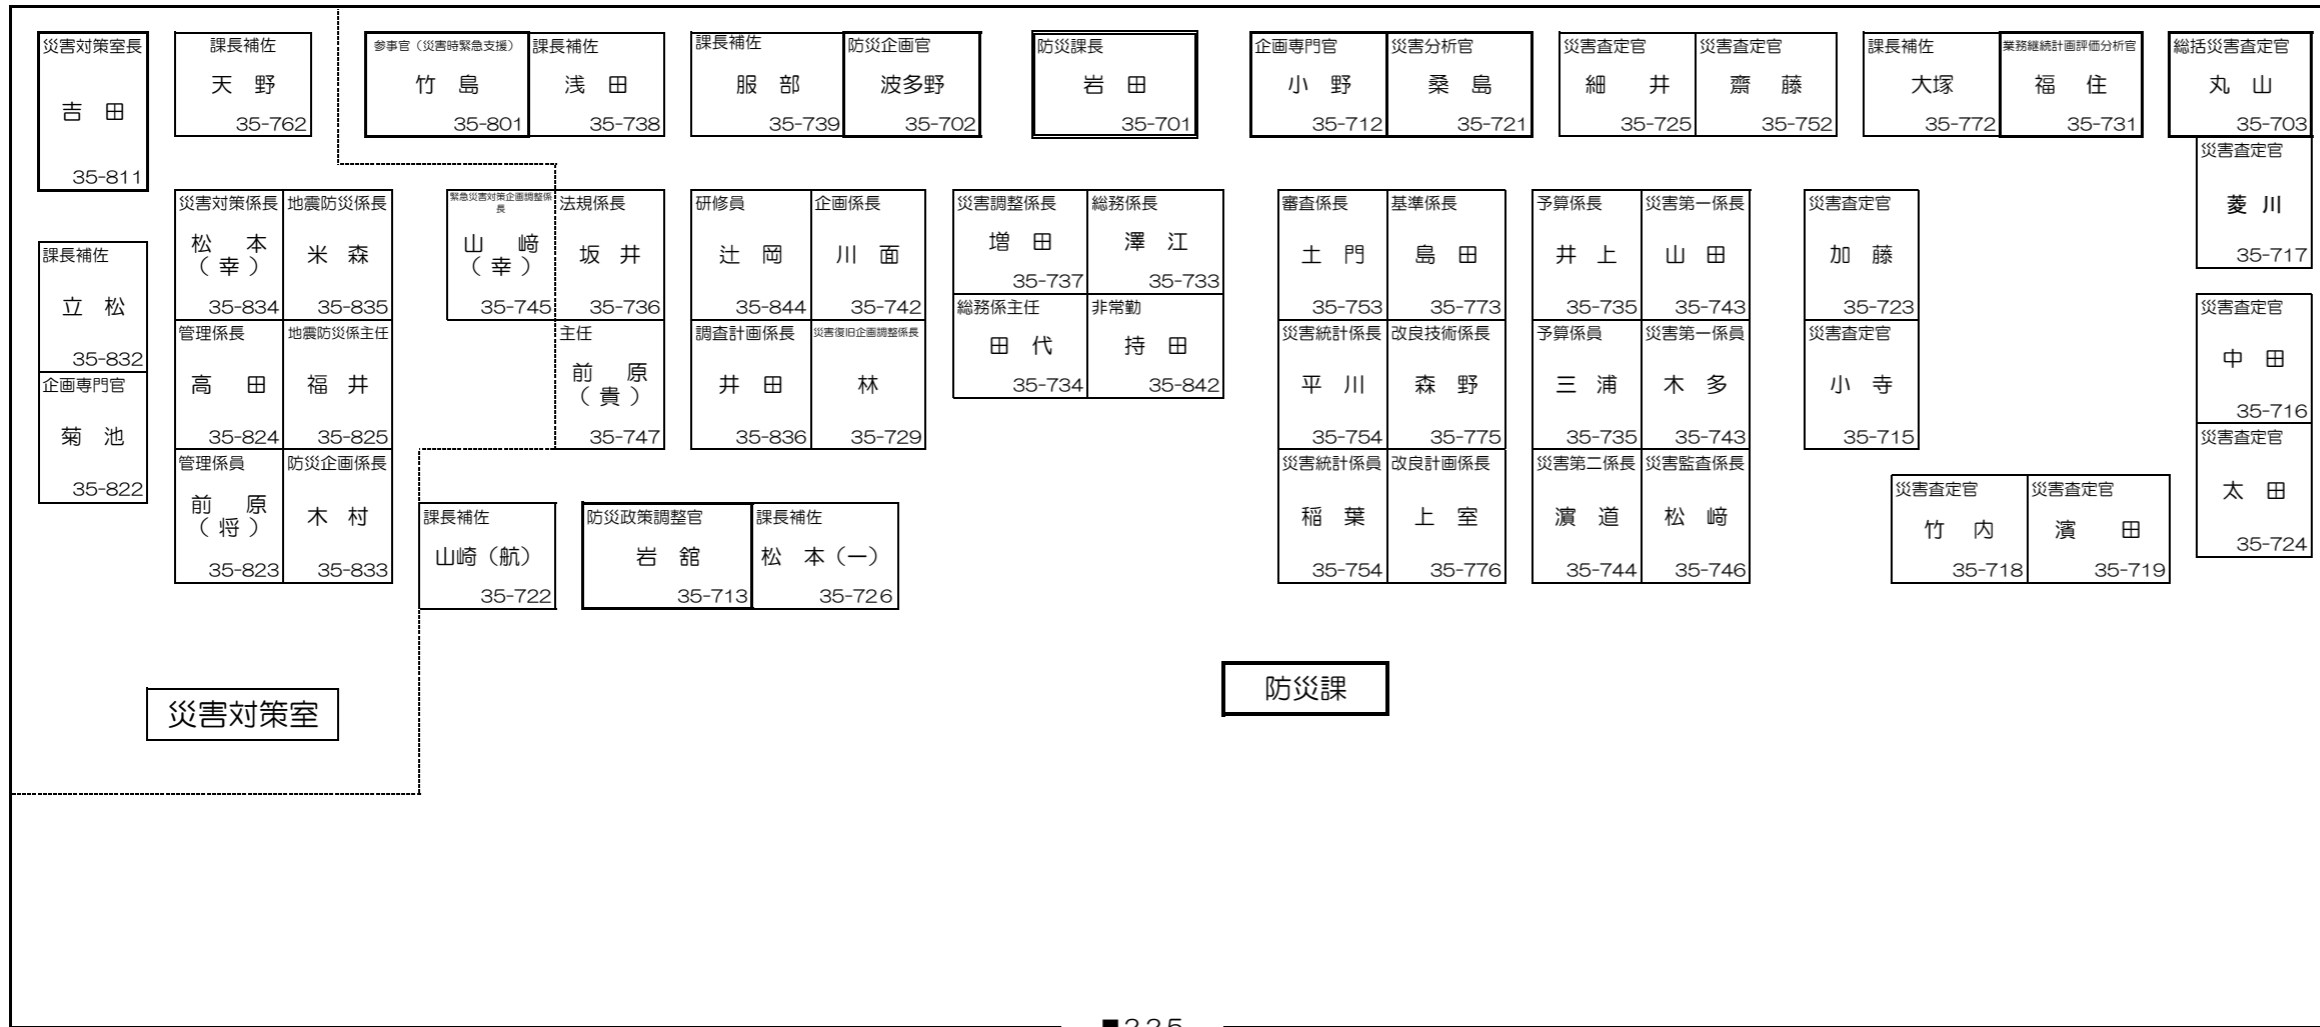 災害対策室長
吉 田
35-811
課長補佐
天 野
35-762
参事官（災害時緊急支援）
竹 島
35-801
課長補佐
浅 田
35-738
課長補佐
服 部
35-739
防災企画官
波多野
35-702
防災課長
岩 田
35-701
企画専門官
小 野
35-712
災害分析官
桑 島
35-721
災害査定官
細 井
35-725
災害査定官
齋 藤
35-752
課長補佐
大塚
35-772
業務継続計画評価分析官
福 住
35-731
総括災害査定官
丸 山
35-703
災害査定官
菱 川
35-717
課長補佐
立 松
35-832
企画専門官
菊 池
35-822
災害対策係長
松 本
（ 幸 ）
35-834
地震防災係長
米 森
35-835
管理係長
高 田
35-824
地震防災係主任
福 井
35-825
管理係員
前 原
（ 将 ）
35-823
防災企画係長
木 村
35-833
緊急災害対策企画調整係
長
山 﨑
（ 幸 ）
35-745
法規係長
坂 井
35-736
主任
前 原
（ 貴 ）
35-747
研修員
辻 岡
35-844
企画係長
川 面
35-742
調査計画係長
井 田
35-836
災害復旧企画調整係長
林
35-729
災害調整係長
増 田
35-737
総務係長
澤 江
35-733
総務係主任
田 代
35-734
非常勤
持 田
35-842
審査係長
土 門
35-753
基準係長
島 田
35-773
災害統計係長
平 川
35-754
改良技術係長
森 野
35-775
災害統計係員
稲 葉
35-754
改良計画係長
上 室
35-776
予算係長
井 上
35-735
災害第一係長
山 田
35-743
予算係員
三 浦
35-735
災害第一係員
木 多
35-743
災害第二係長
濵 道
35-744
災害監査係長
松 﨑
35-746
災害査定官
加 藤
35-723
災害査定官
小 寺
35-715
災害査定官
中 田
35-716
災害査定官
太 田
35-724
災害査定官
竹 内
35-718
災害査定官
濱 田
35-719
課長補佐
山崎（航）
35-722
防災政策調整官
岩 舘
35-713
課長補佐
松 本（一）
35-726
災害対策室
防災課
■225